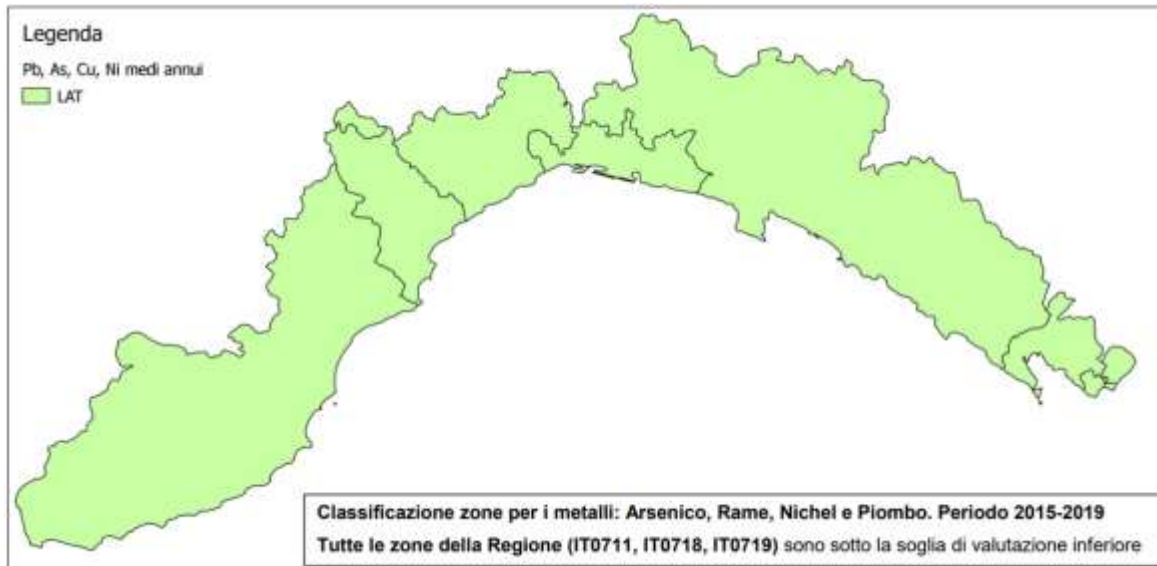 Legenda
Pb, As, Cu, Ni medi annui
LAT
Classificazione zone per i metalli: Arsenico, Rame, Nichel e Piombo. Periodo 2015-2019
Tutte le zone della Regione (IT0711, IT0718, IT0719) sono sotto la soglia di valutazione inferiore